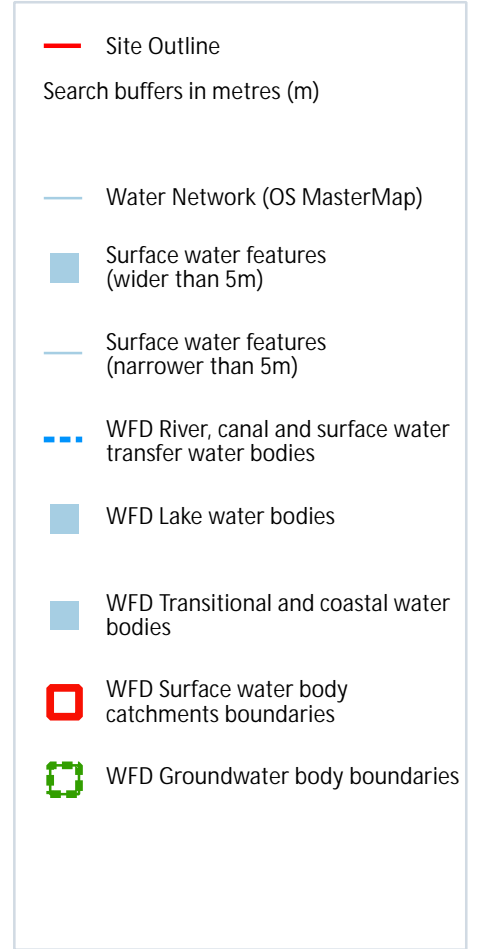 Site Outline
Search buffers in metres (m)
Water Network (OS MasterMap)
Surface water features
(wider than 5m)
Surface water features
(narrower than 5m)
WFD River, canal and surface water
transfer water bodies
WFD Lake water bodies
WFD Transitional and coastal water
bodies
WFD Surface water body
catchments boundaries
WFD Groundwater body boundaries